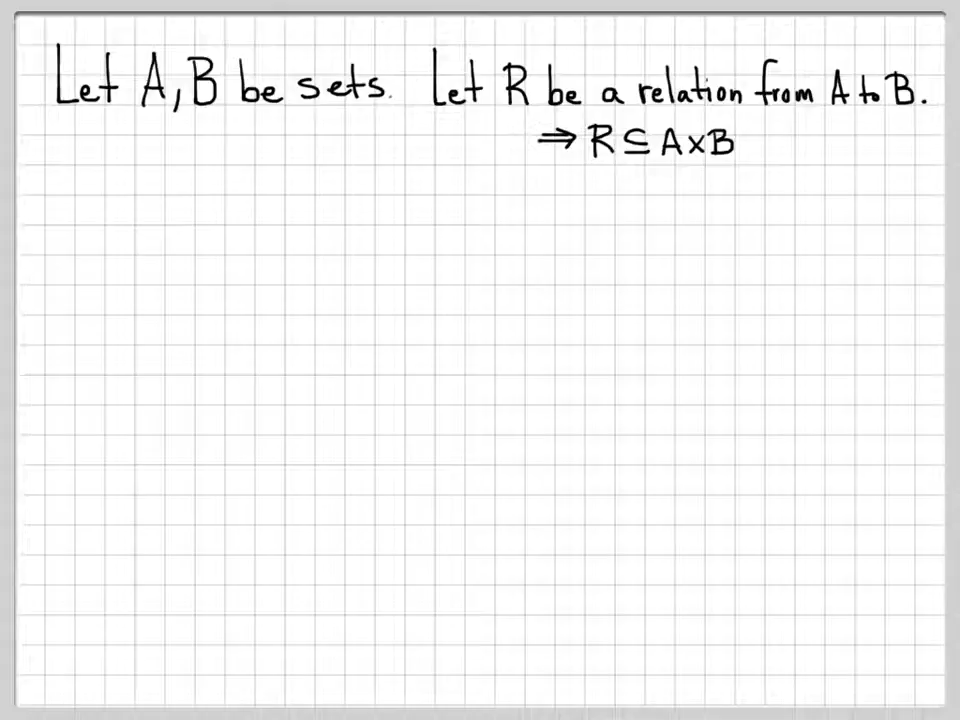 Let A, B be sets. Let R be a relation from A to B.
⇒ R ⊆ A×B